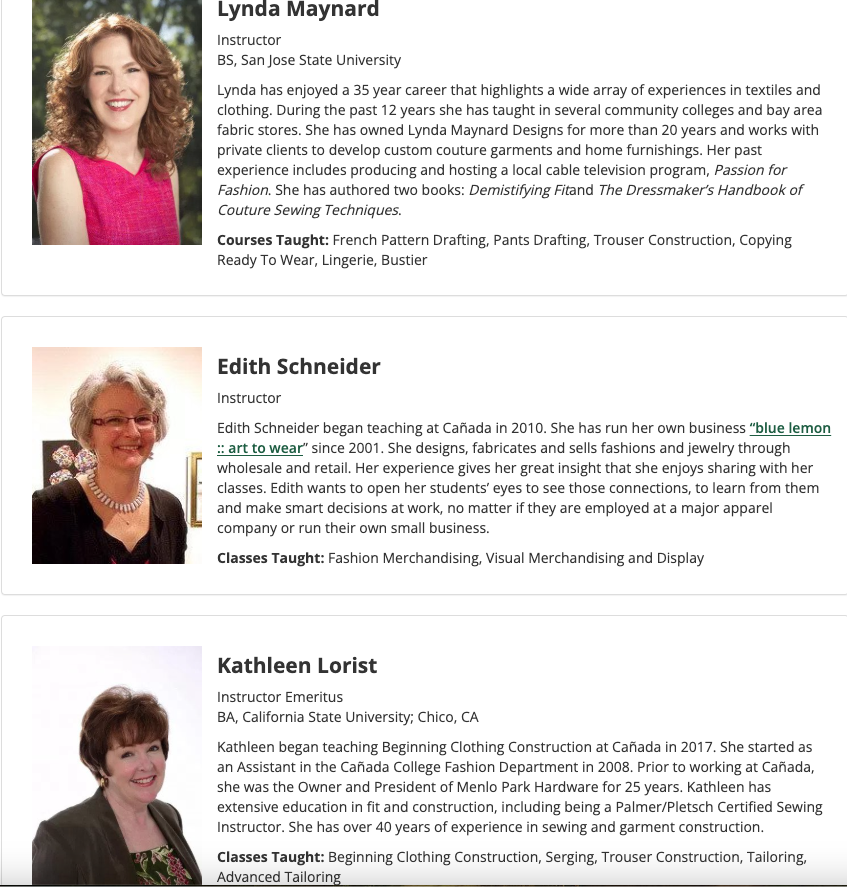 Lynda Maynard
Instructor
BS, San Jose State University
Lynda has enjoyed a 35 year career that highlights a wide array of experiences in textiles and
clothing. During the past 12 years she has taught in several community colleges and bay area
fabric stores. She has owned Lynda Maynard Designs for more than 20 years and works with
private clients to develop custom couture garments and home furnishings. Her past
experience includes producing and hosting a local cable television program, Passion for
Fashion. She has authored two books: Demistifying Fitand The Dressmaker’s Handbook of
Couture Sewing Techniques.
Courses Taught: French Pattern Drafting, Pants Drafting, Trouser Construction, Copying
Ready To Wear, Lingerie, Bustier
Edith Schneider
Instructor
Edith Schneider began teaching at Cañada in 2010. She has run her own business “blue lemon
:: art to wear” since 2001. She designs, fabricates and sells fashions and jewelry through
wholesale and retail. Her experience gives her great insight that she enjoys sharing with her
classes. Edith wants to open her students’ eyes to see those connections, to learn from them
and make smart decisions at work, no matter if they are employed at a major apparel
company or run their own small business.
Classes Taught: Fashion Merchandising, Visual Merchandising and Display
Kathleen Lorist
Instructor Emeritus
BA, California State University; Chico, CA
Kathleen began teaching Beginning Clothing Construction at Cañada in 2017. She started as
an Assistant in the Cañada College Fashion Department in 2008. Prior to working at Cañada,
she was the Owner and President of Menlo Park Hardware for 25 years. Kathleen has
extensive education in fit and construction, including being a Palmer/Pletsch Certified Sewing
Instructor. She has over 40 years of experience in sewing and garment construction.
Classes Taught: Beginning Clothing Construction, Serging, Trouser Construction, Tailoring,
Advanced Tailoring